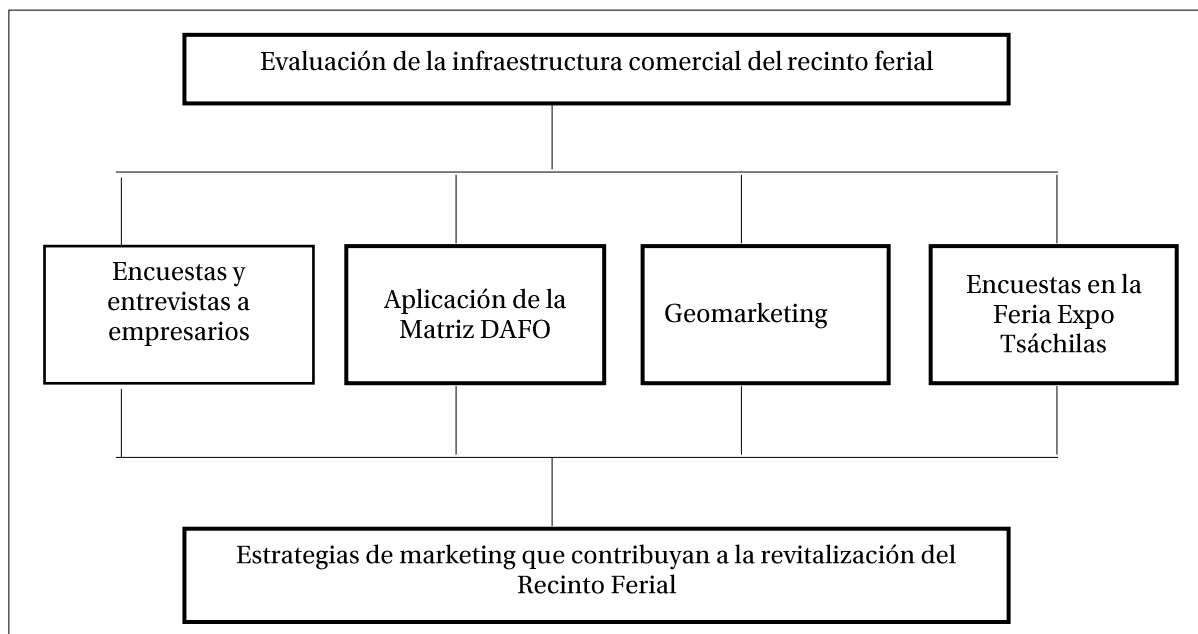 Evaluación de la infraestructura comercial del recinto ferial
Encuestas y
entrevistas a
empresarios
Aplicación de la
Matriz DAFO
Geomarketing
Encuestas en la
Feria Expo
Tsáchilas
Estrategias de marketing que contribuyan a la revitalización del
Recinto Ferial